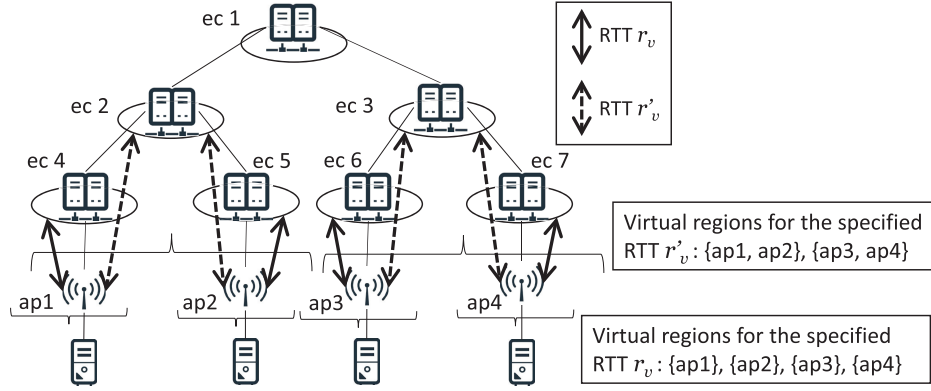 ec 1
RTT r_v
ec 2
ec 3
RTT r'_v
ec 4
ec 5
ec 6
ec 7
Virtual regions for the specified
RTT r'_v : {ap1, ap2}, {ap3, ap4}
ap1
ap2
ap3
ap4
Virtual regions for the specified
RTT r_v : {ap1}, {ap2}, {ap3}, {ap4}